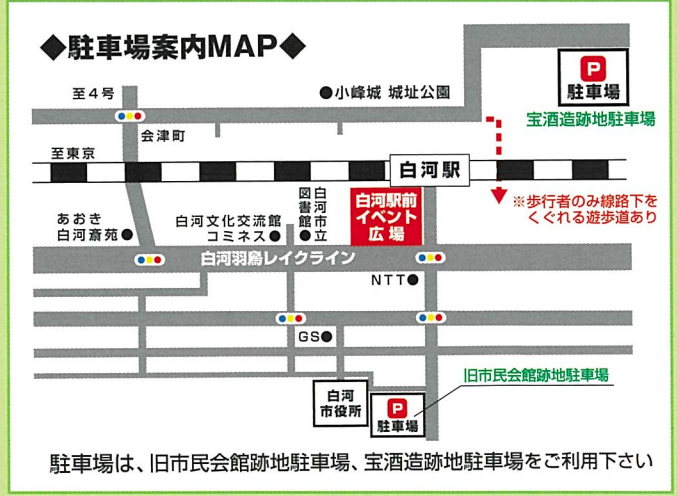 ◆駐車場案内MAP◆
P
駐車場
宝酒造跡地駐車場
至4号
●小峰城 城址公園
会津町
至東京
白河駅
※歩行者のみ線路下を
くぐれる遊歩道あり
あおき
白河斎苑●
白河文化交流館
コミネス●
白河市立
図書館●
白河駅前
イベント
広場
白河羽鳥レイクライン
NTT●
GS●
旧市民会館跡地駐車場
白河
市役所
P
駐車場
駐車場は、旧市民会館跡地駐車場、宝酒造跡地駐車場をご利用下さい